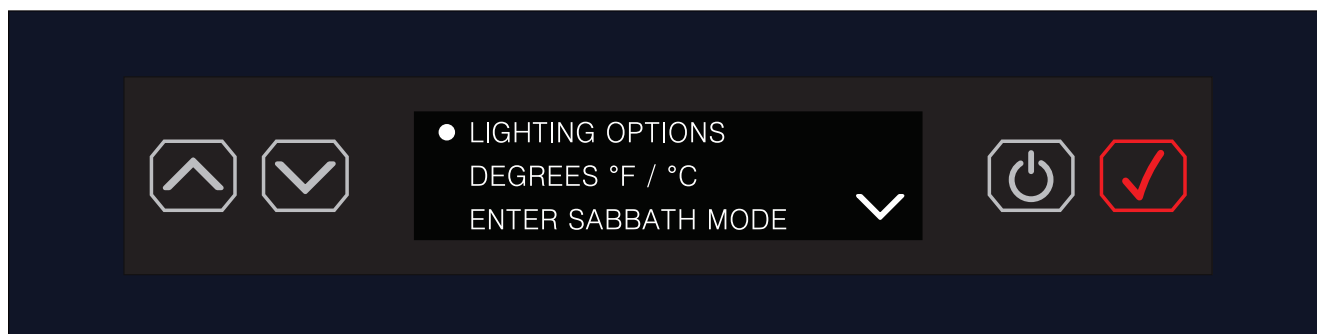 LIGHTING OPTIONS
DEGREES °F / °C
ENTER SABBATH MODE